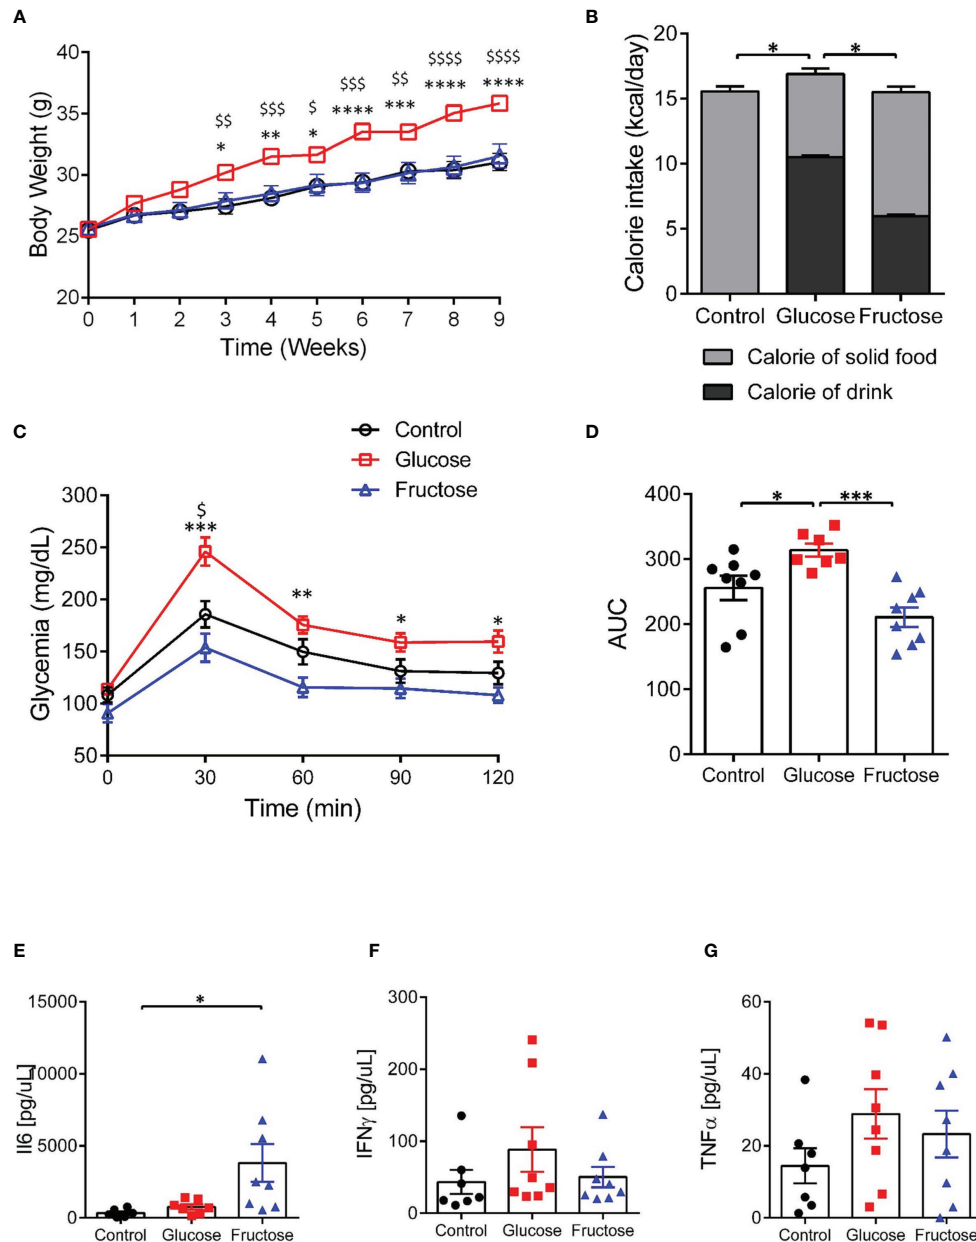 A
B
$$
$$$
$
$$$
$$
$$$$
$$$$
*
**
*
****
***
****
****
Body Weight (g)
40
35
30
25
20
0 1 2 3 4 5 6 7 8 9
Time (Weeks)
* *
Calorie intake (kcal/day)
20
15
10
5
0
Control Glucose Fructose
Calorie of solid food
Calorie of drink
C
D
Control
Glucose
Fructose
Glycemia (mg/dL)
300
250
200
150
100
50
$
***
**
*
*
0 30 60 90 120
Time (min)
* ***
AUC
400
300
200
100
0
Control Glucose Fructose
E
F
G
Il6 [pg/uL]
15000
10000
5000
0
*
Control Glucose Fructose
IFNγ [pg/uL]
300
200
100
0
Control Glucose Fructose
TNFα [pg/uL]
60
40
20
0
Control Glucose Fructose